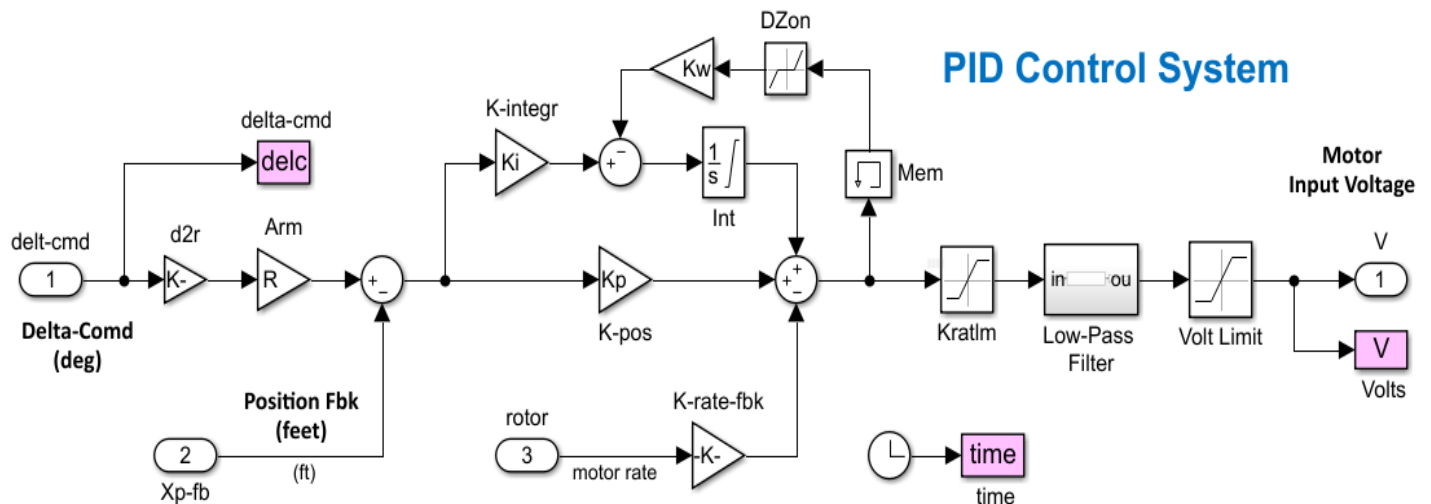 DZon
PID Control System
Kw
K-integr
delta-cmd
delc
Ki
1
s
Int
Mem
Motor
Input Voltage
delt-cmd
d2r
Arm
V
1
K-
R
+
-
Kp
+
+
-
in
ou
1
Delta-Comd
(deg)
K-pos
Kratlm
Low-Pass
Filter
Volt Limit
V
Volts
Position Fbk
(feet)
K-rate-fbk
rotor
2
(ft)
3
motor rate
-K-
time
Xp-fb
time
+
-